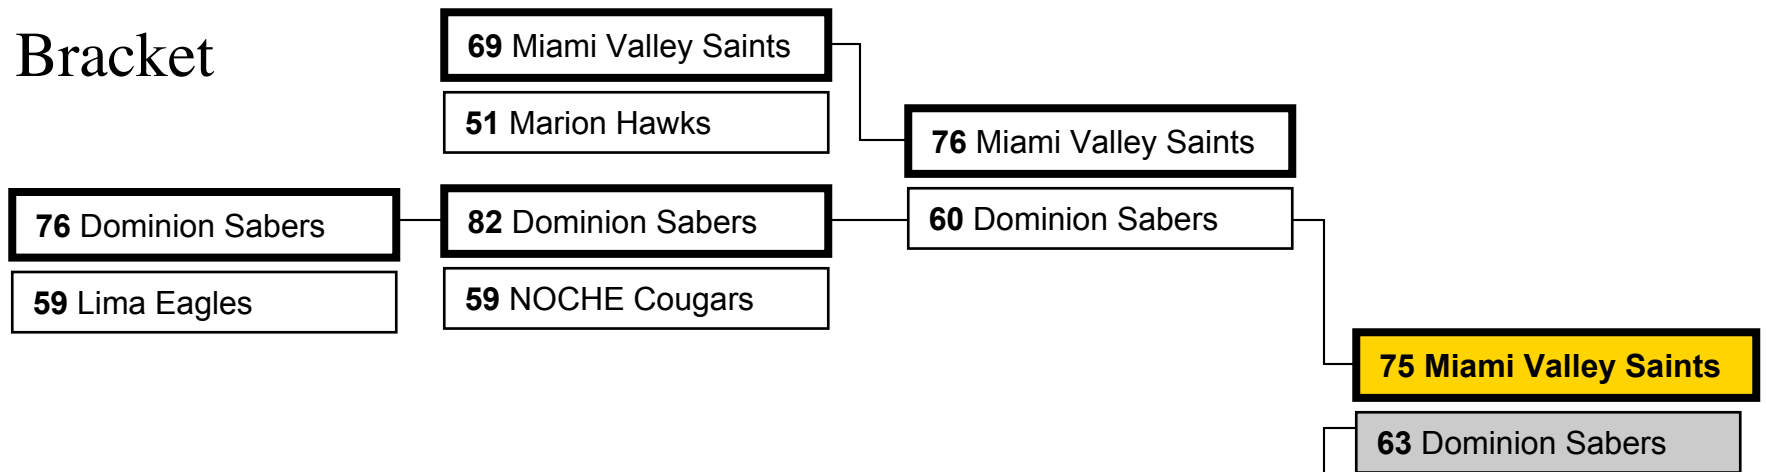 Bracket
69 Miami Valley Saints
51 Marion Hawks
76 Miami Valley Saints
76 Dominion Sabers
82 Dominion Sabers
60 Dominion Sabers
59 Lima Eagles
59 NOCHE Cougars
75 Miami Valley Saints
63 Dominion Sabers